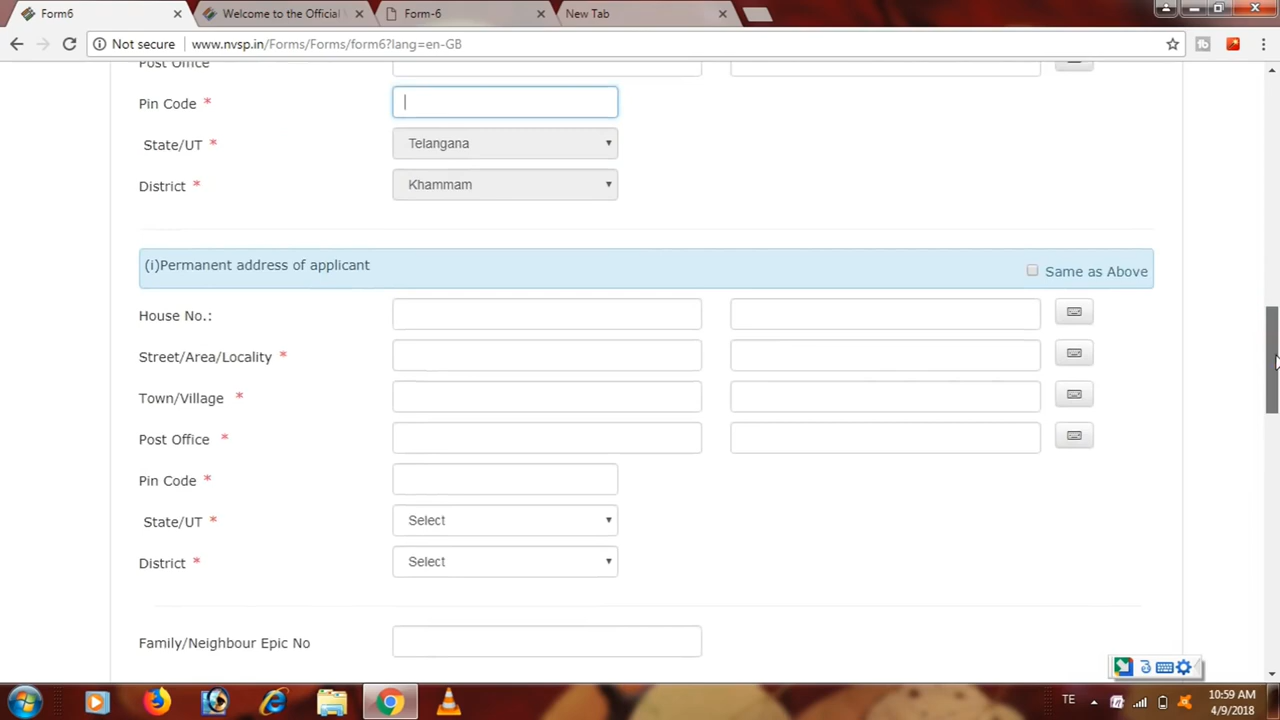 Form6
Welcome to the Official
Form-6
New Tab
Not secure www.nvsp.in/Forms/Forms/form6?lang=en-GB
Post Office
Pin Code *
State/UT * Telangana
District * Khammam
(i)Permanent address of applicant Same as Above
House No.:
Street/Area/Locality *
Town/Village *
Post Office *
Pin Code *
State/UT * Select
District * Select
Family/Neighbour Epic No
TE 10:59 AM
4/9/2018